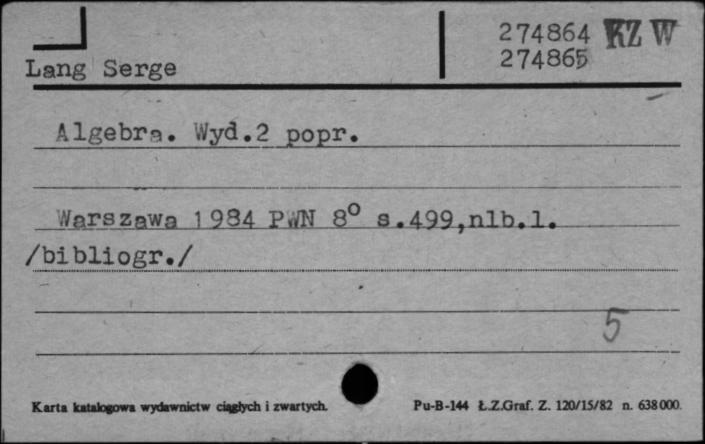 274864 KZ W
274865
Lang Serge
Algebra. Wyd.2 popr.
Warszawa 1984 PWN 8° s.499,nlb.1.
/bibliogr./
5
Karta katalogowa wydawnictw ciągłych i zwartych.
Pu-B-144 Ł.Z.Graf. Z. 120/15/82 n. 638000.